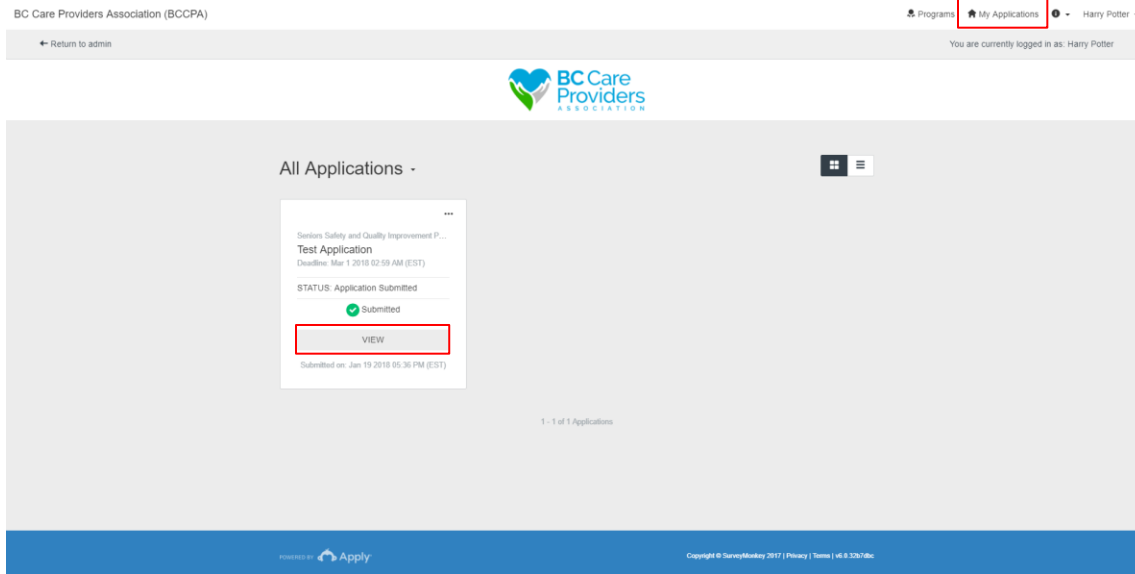 BC Care Providers Association (BCCPA)
Programs My Applications Harry Potter
Return to admin
You are currently logged in as: Harry Potter
BC Care
Providers
ASSOCIATION
All Applications
Seniors Safety and Quality Improvement P...
Test Application
Deadline: Mar 1 2018 02:59 AM (EST)
STATUS: Application Submitted
Submitted
VIEW
Submitted on: Jan 19 2018 05:36 PM (EST)
1 - 1 of 1 Applications
POWERED BY Apply
Copyright © SurveyMonkey 2017 | Privacy | Terms | v6.8.32b7dbc